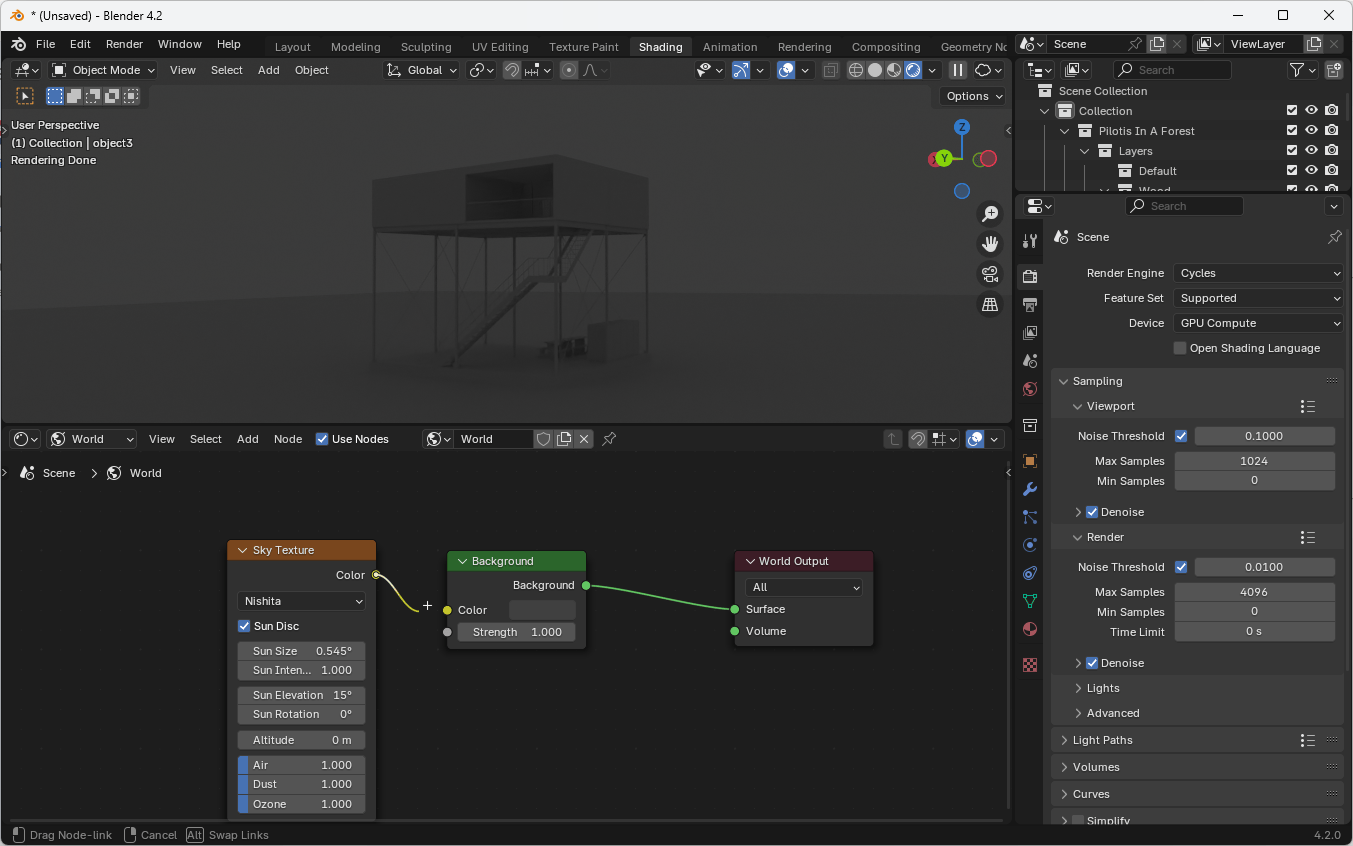 * (Unsaved) - Blender 4.2
File Edit Render Window Help
Layout Modeling Sculpting UV Editing Texture Paint Shading Animation Rendering Compositing Geometry No
Scene
ViewLayer
Object Mode View Select Add Object
Global
Search
Options
User Perspective
(1) Collection | object3
Rendering Done
Z
Y
Scene Collection
Collection
Pilotis In A Forest
Layers
Default
Wood
Search
Scene
Render Engine Cycles
Feature Set Supported
Device GPU Compute
Open Shading Language
Sampling
Viewport
Noise Threshold 0.1000
Max Samples 1024
Min Samples 0
Denoise
Render
Noise Threshold 0.0100
Max Samples 4096
Min Samples 0
Time Limit 0 s
Denoise
Lights
Advanced
Light Paths
Volumes
Curves
Simplify
World View Select Add Node Use Nodes World
Scene World
Sky Texture
Color
Nishita
Sun Disc
Sun Size 0.545°
Sun Inten... 1.000
Sun Elevation 15°
Sun Rotation 0°
Altitude 0 m
Air 1.000
Dust 1.000
Ozone 1.000
Background
Background
Color
Strength 1.000
World Output
All
Surface
Volume
Drag Node-link Cancel Alt Swap Links
4.2.0